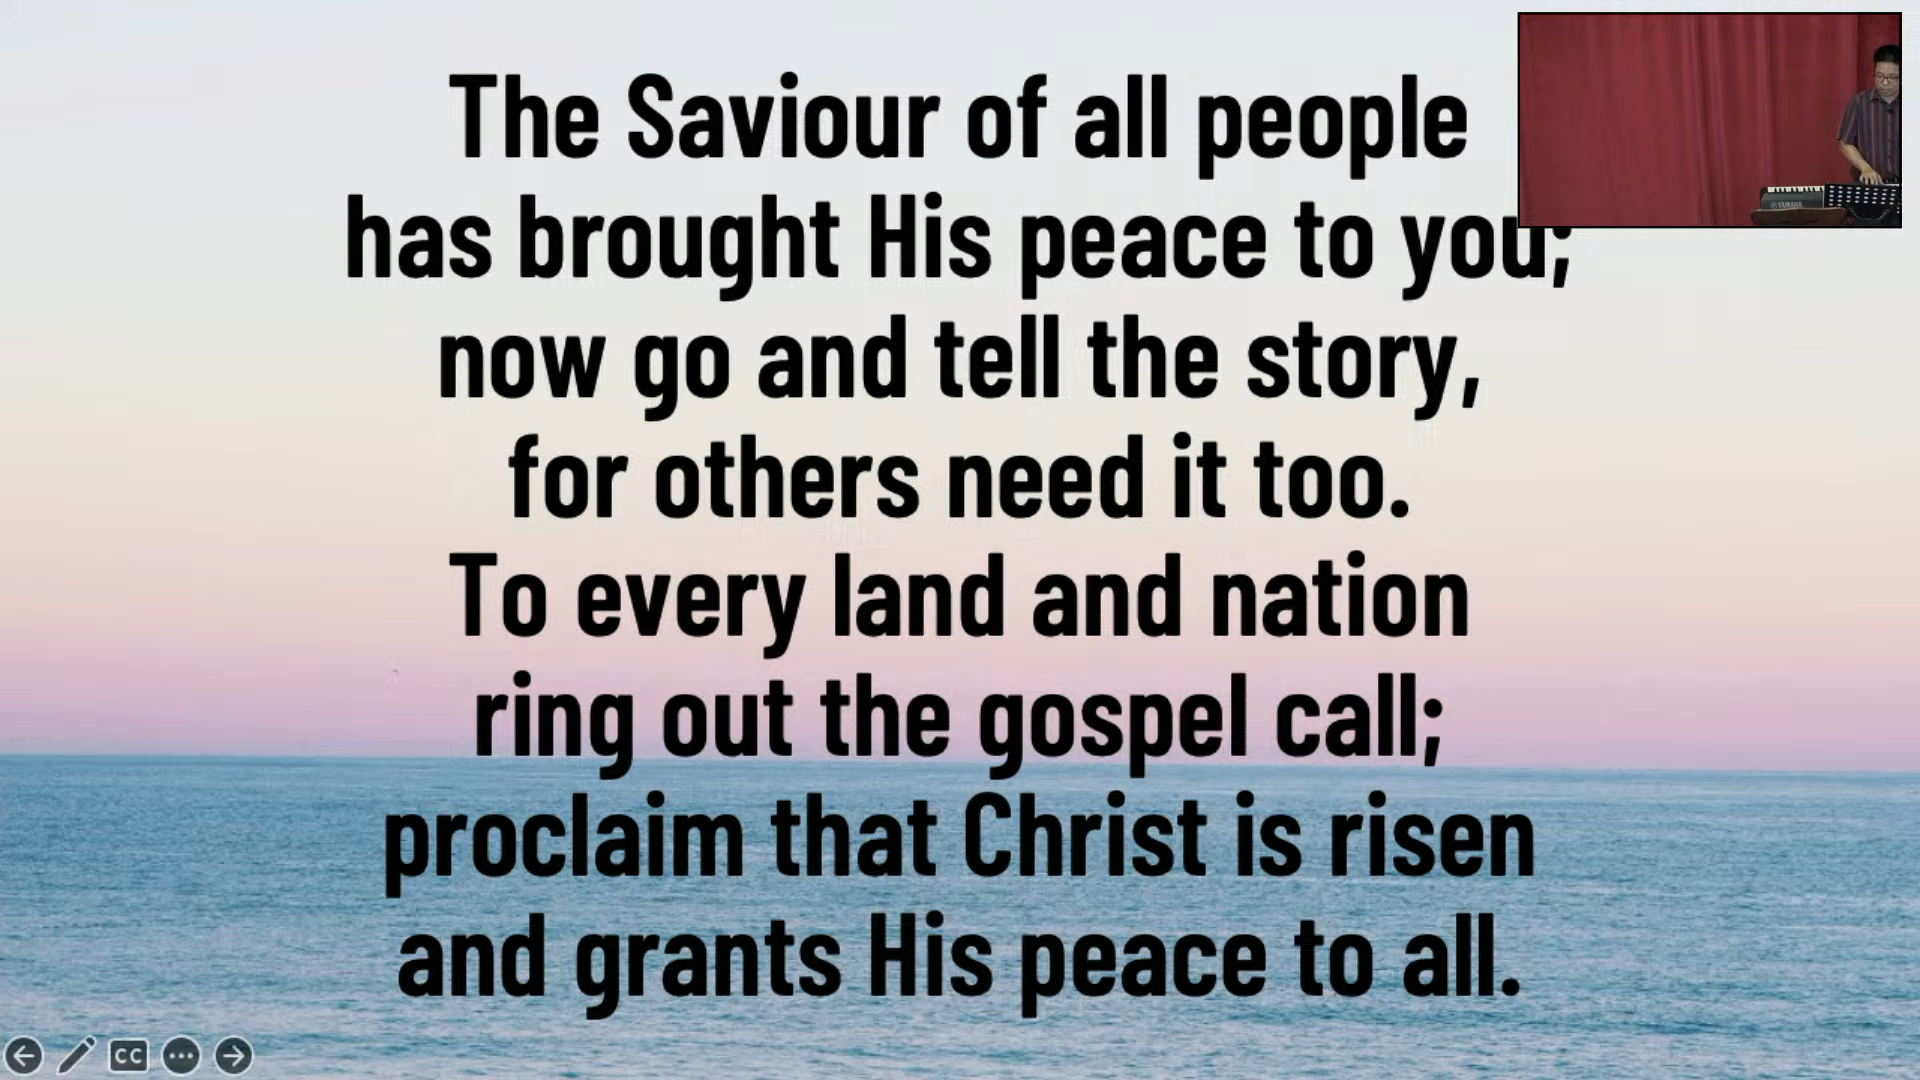 The Saviour of all people
has brought His peace to you;
now go and tell the story,
for others need it too.
To every land and nation
ring out the gospel call;
proclaim that Christ is risen
and grants His peace to all.
YAMAHA
CC